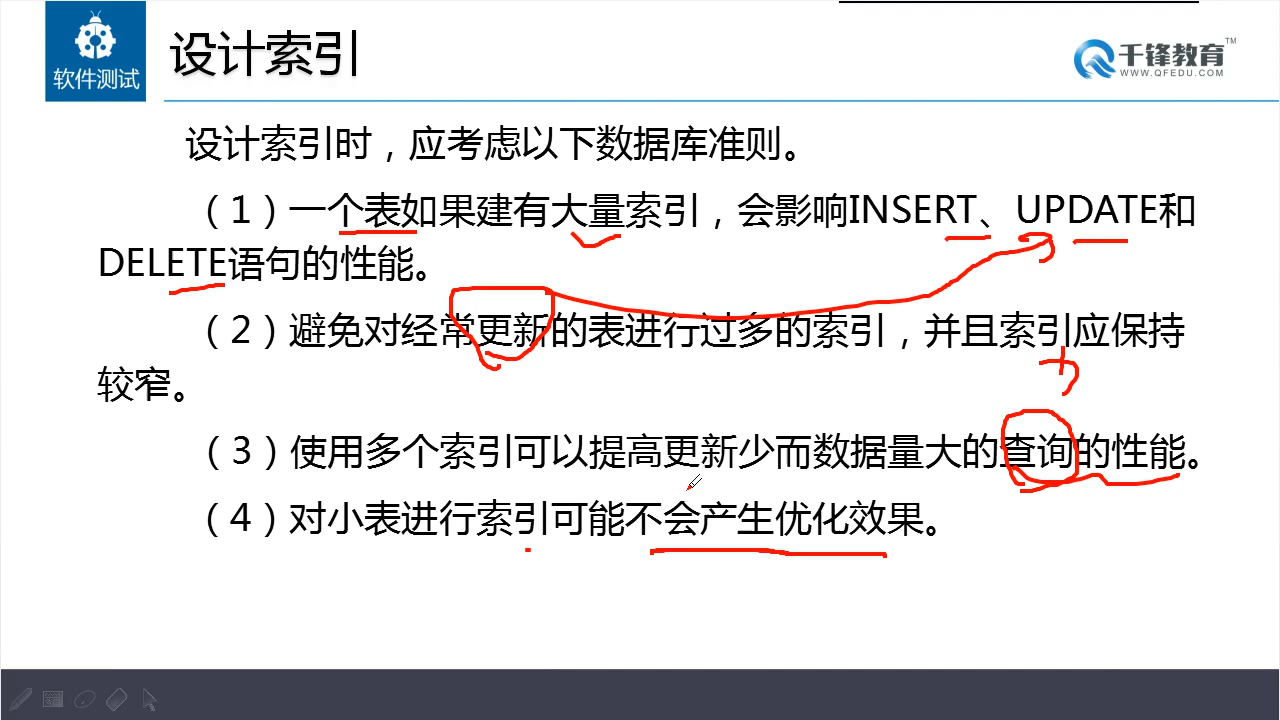 软件测试
设计索引
千锋教育TM
WWW.QFEDU.COM
设计索引时，应考虑以下数据库准则。
（1）一个表如果建有大量索引，会影响INSERT、UPDATE和
DELETE语句的性能。
（2）避免对经常更新的表进行过多的索引，并且索引应保持
较窄。
（3）使用多个索引可以提高更新少而数据量大的查询的性能。
（4）对小表进行索引可能不会产生优化效果。